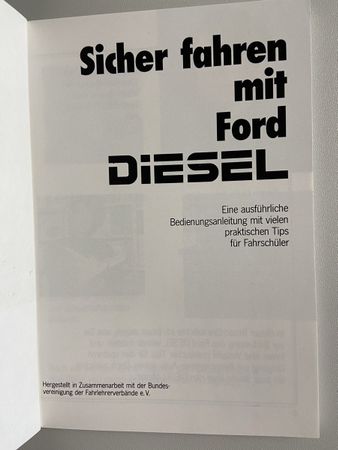 Sicher fahren
mit
Ford
DIESEL
Eine ausführliche
Bedienungsanleitung mit vielen
praktischen Tips
für Fahrschüler
Hergestellt in Zusammenarbeit mit der Bundes-
vereinigung der Fahrlehrerverbände e.V.